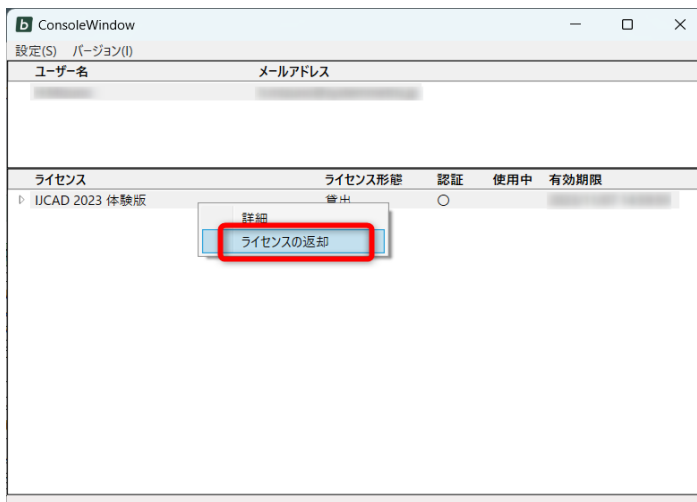 ConsoleWindow
設定(S) バージョン(I)
ユーザー名 メールアドレス
ライセンス ライセンス形態 認証 使用中 有効期限
IJCAD 2023 体験版 貸出 ○
詳細
ライセンスの返却